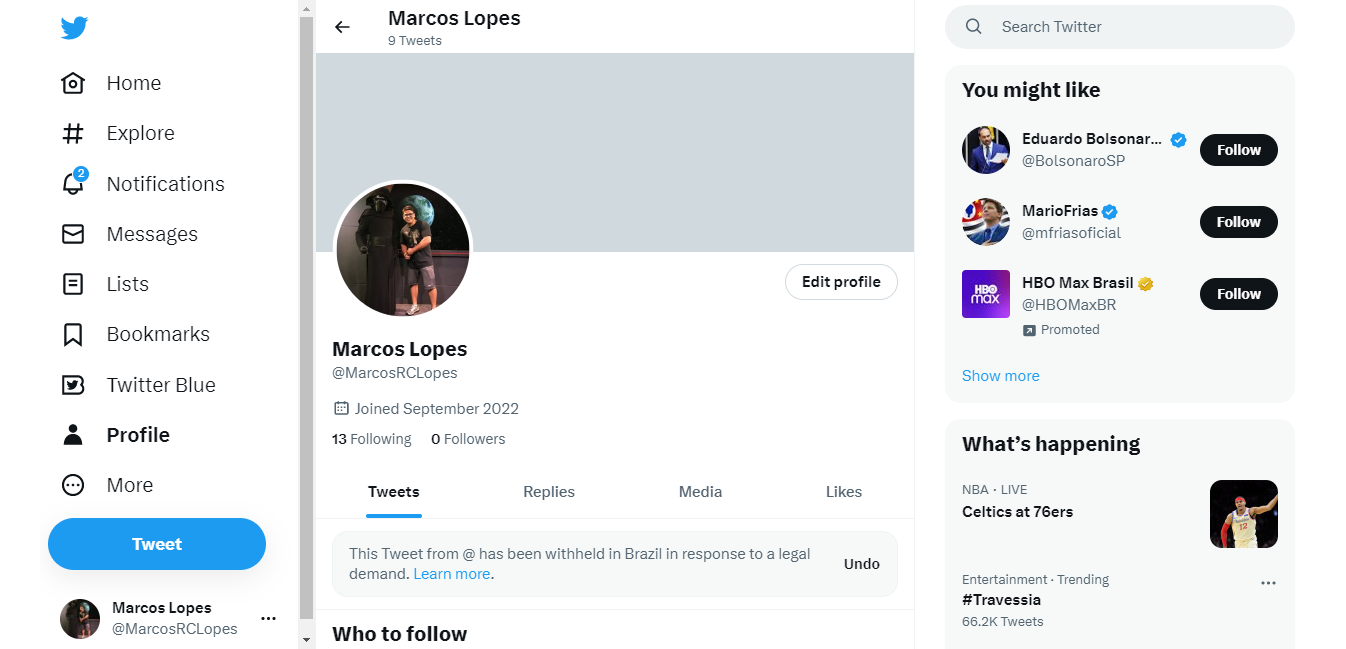 Home
Explore
2
Notifications
Messages
Lists
Bookmarks
Twitter Blue
Profile
More
Tweet
Marcos Lopes
@MarcosRCLopes
Marcos Lopes
9 Tweets
Edit profile
Marcos Lopes
@MarcosRCLopes
Joined September 2022
13 Following 0 Followers
Tweets Replies Media Likes
This Tweet from @ has been withheld in Brazil in response to a legal
demand. Learn more.
Undo
Who to follow
Search Twitter
You might like
Eduardo Bolsonar...
@BolsonaroSP
Follow
MarioFrias
@mfriasoficial
Follow
HBO
max
HBO Max Brasil
@HBOMaxBR
Promoted
Follow
Show more
What's happening
NBA · LIVE
Celtics at 76ers
12
Entertainment · Trending
#Travessia
66.2K Tweets